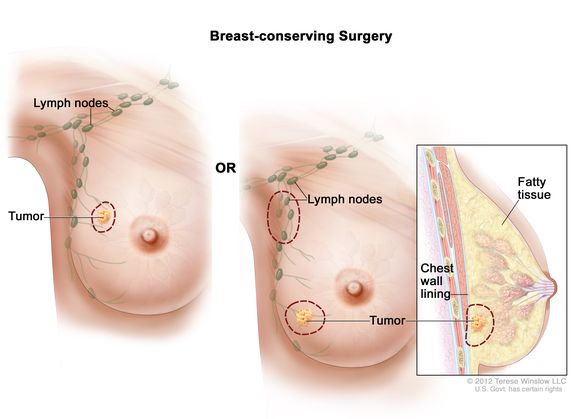 Breast-conserving Surgery
Lymph nodes
Tumor
OR
Lymph nodes
Tumor
Fatty
tissue
Chest
wall
lining
© 2012 Terese Winslow LLC
U.S. Govt. has certain rights